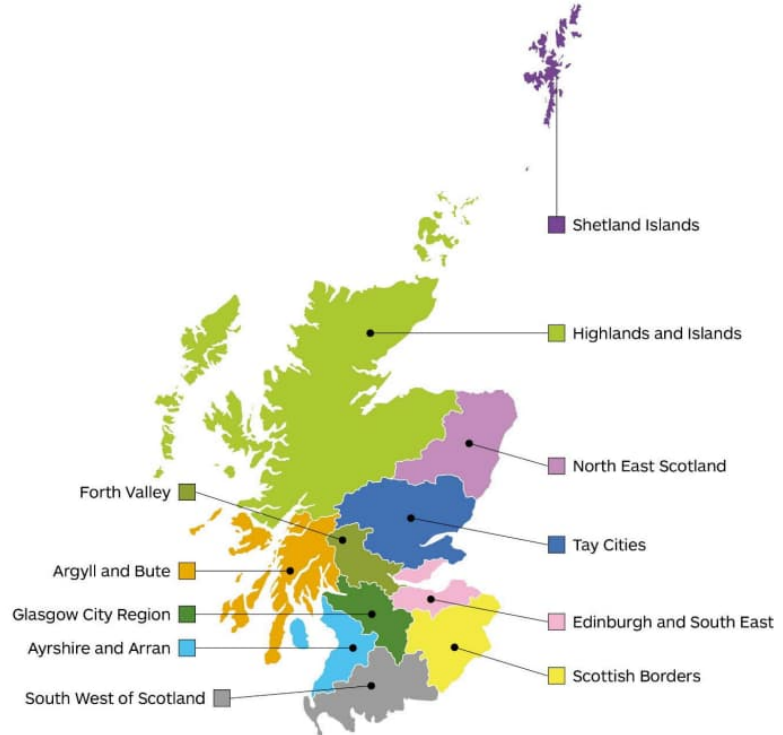 Shetland Islands
Highlands and Islands
North East Scotland
Forth Valley
Tay Cities
Argyll and Bute
Glasgow City Region
Edinburgh and South East
Ayrshire and Arran
Scottish Borders
South West of Scotland